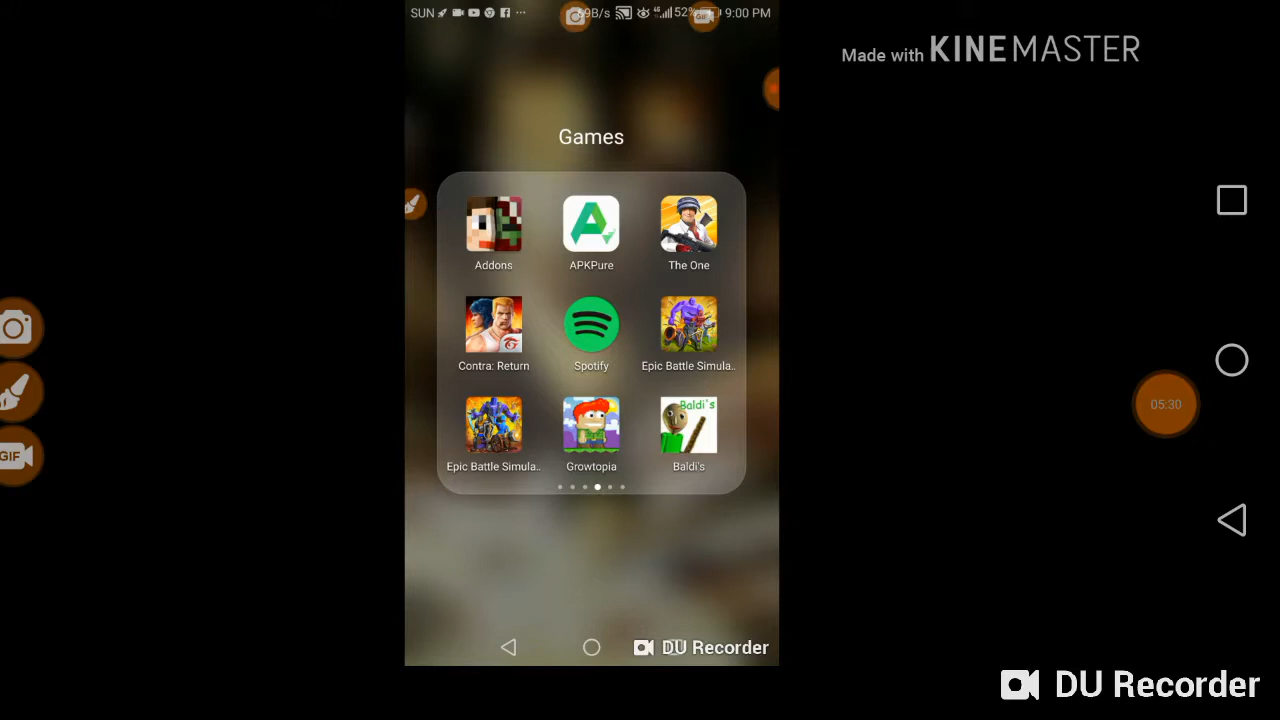 SUN
52%
9:00 PM
Made with KINEMASTER
Games
Addons
APKPure
The One
Contra: Return
Spotify
Epic Battle Simula..
Epic Battle Simula..
Growtopia
Baldi's
Baldi's
GIF
GIF
05:30
DU Recorder
DU Recorder